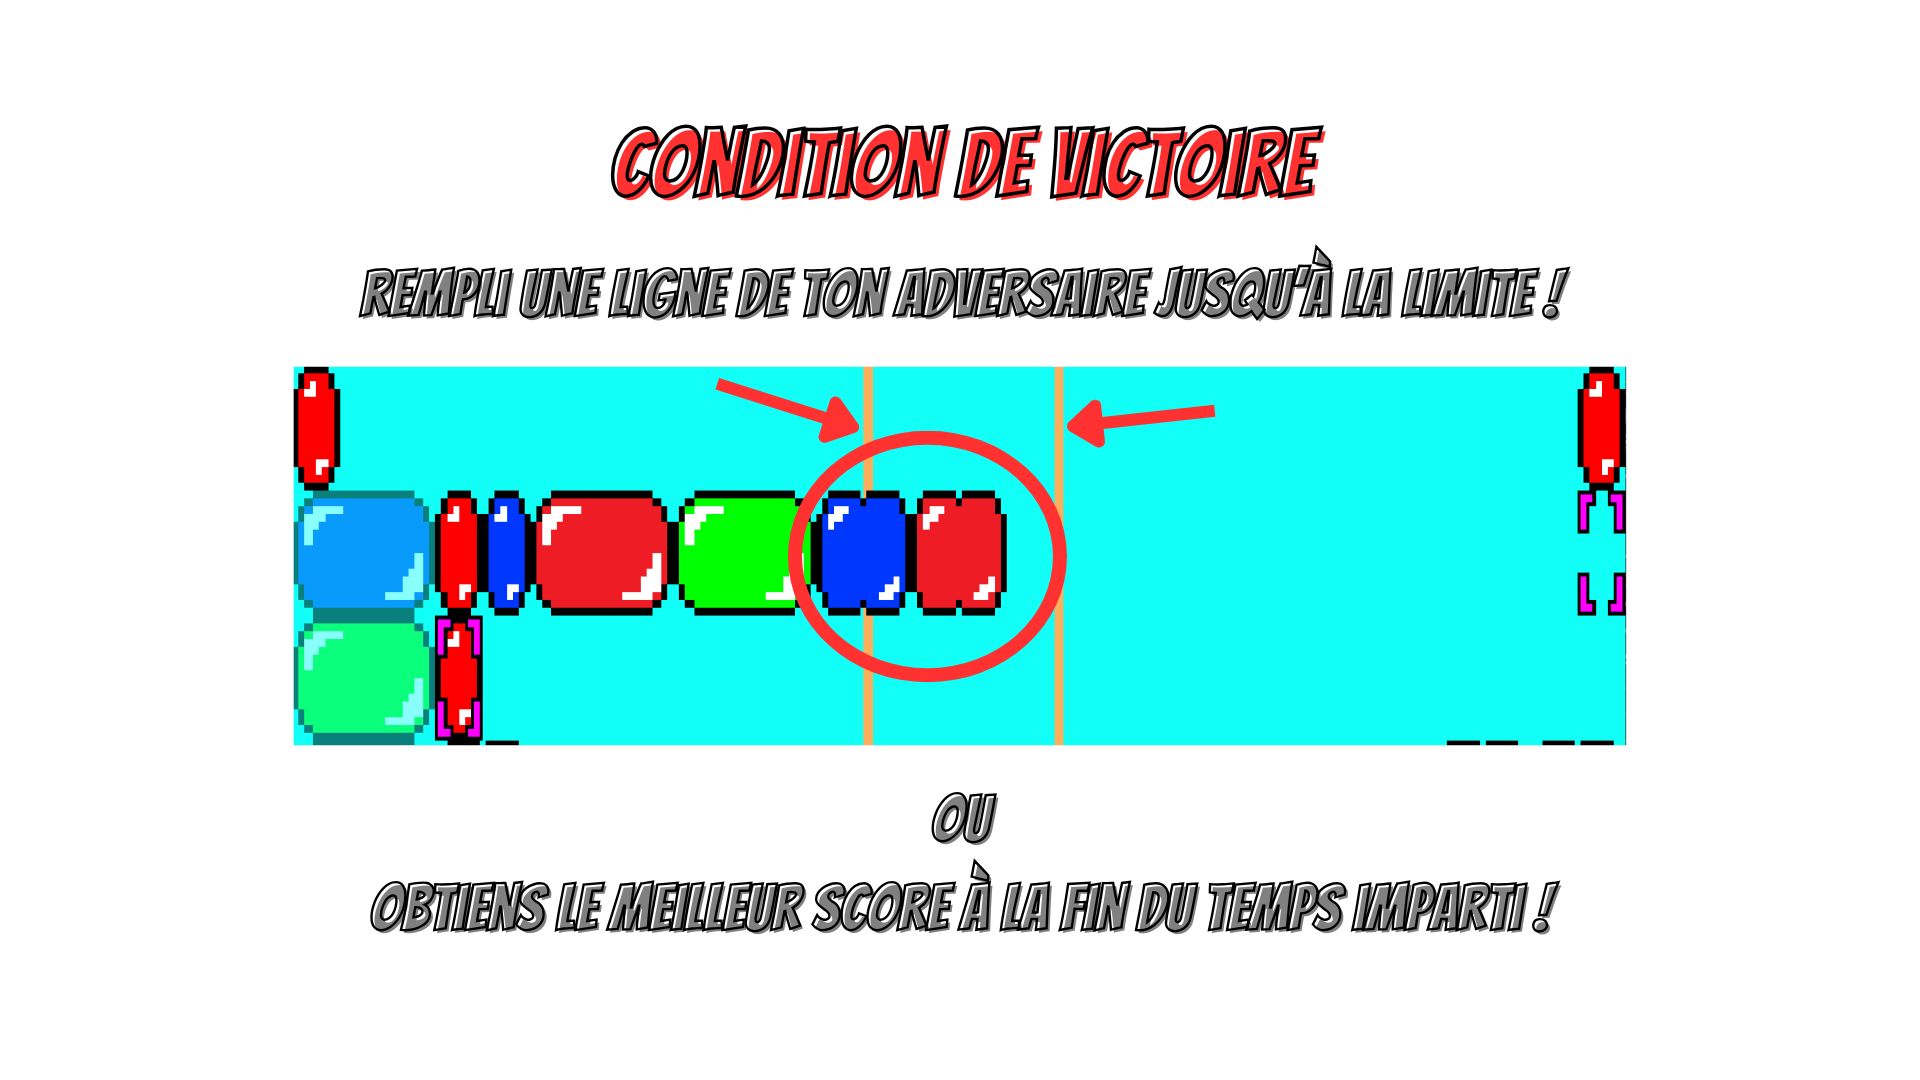 CONDITION DE VICTOIRE
REMPLI UNE LIGNE DE TON ADVERSAIRE JUSQU'À LA LIMITE !
OU
OBTIENS LE MEILLEUR SCORE À LA FIN DU TEMPS IMPARTI !